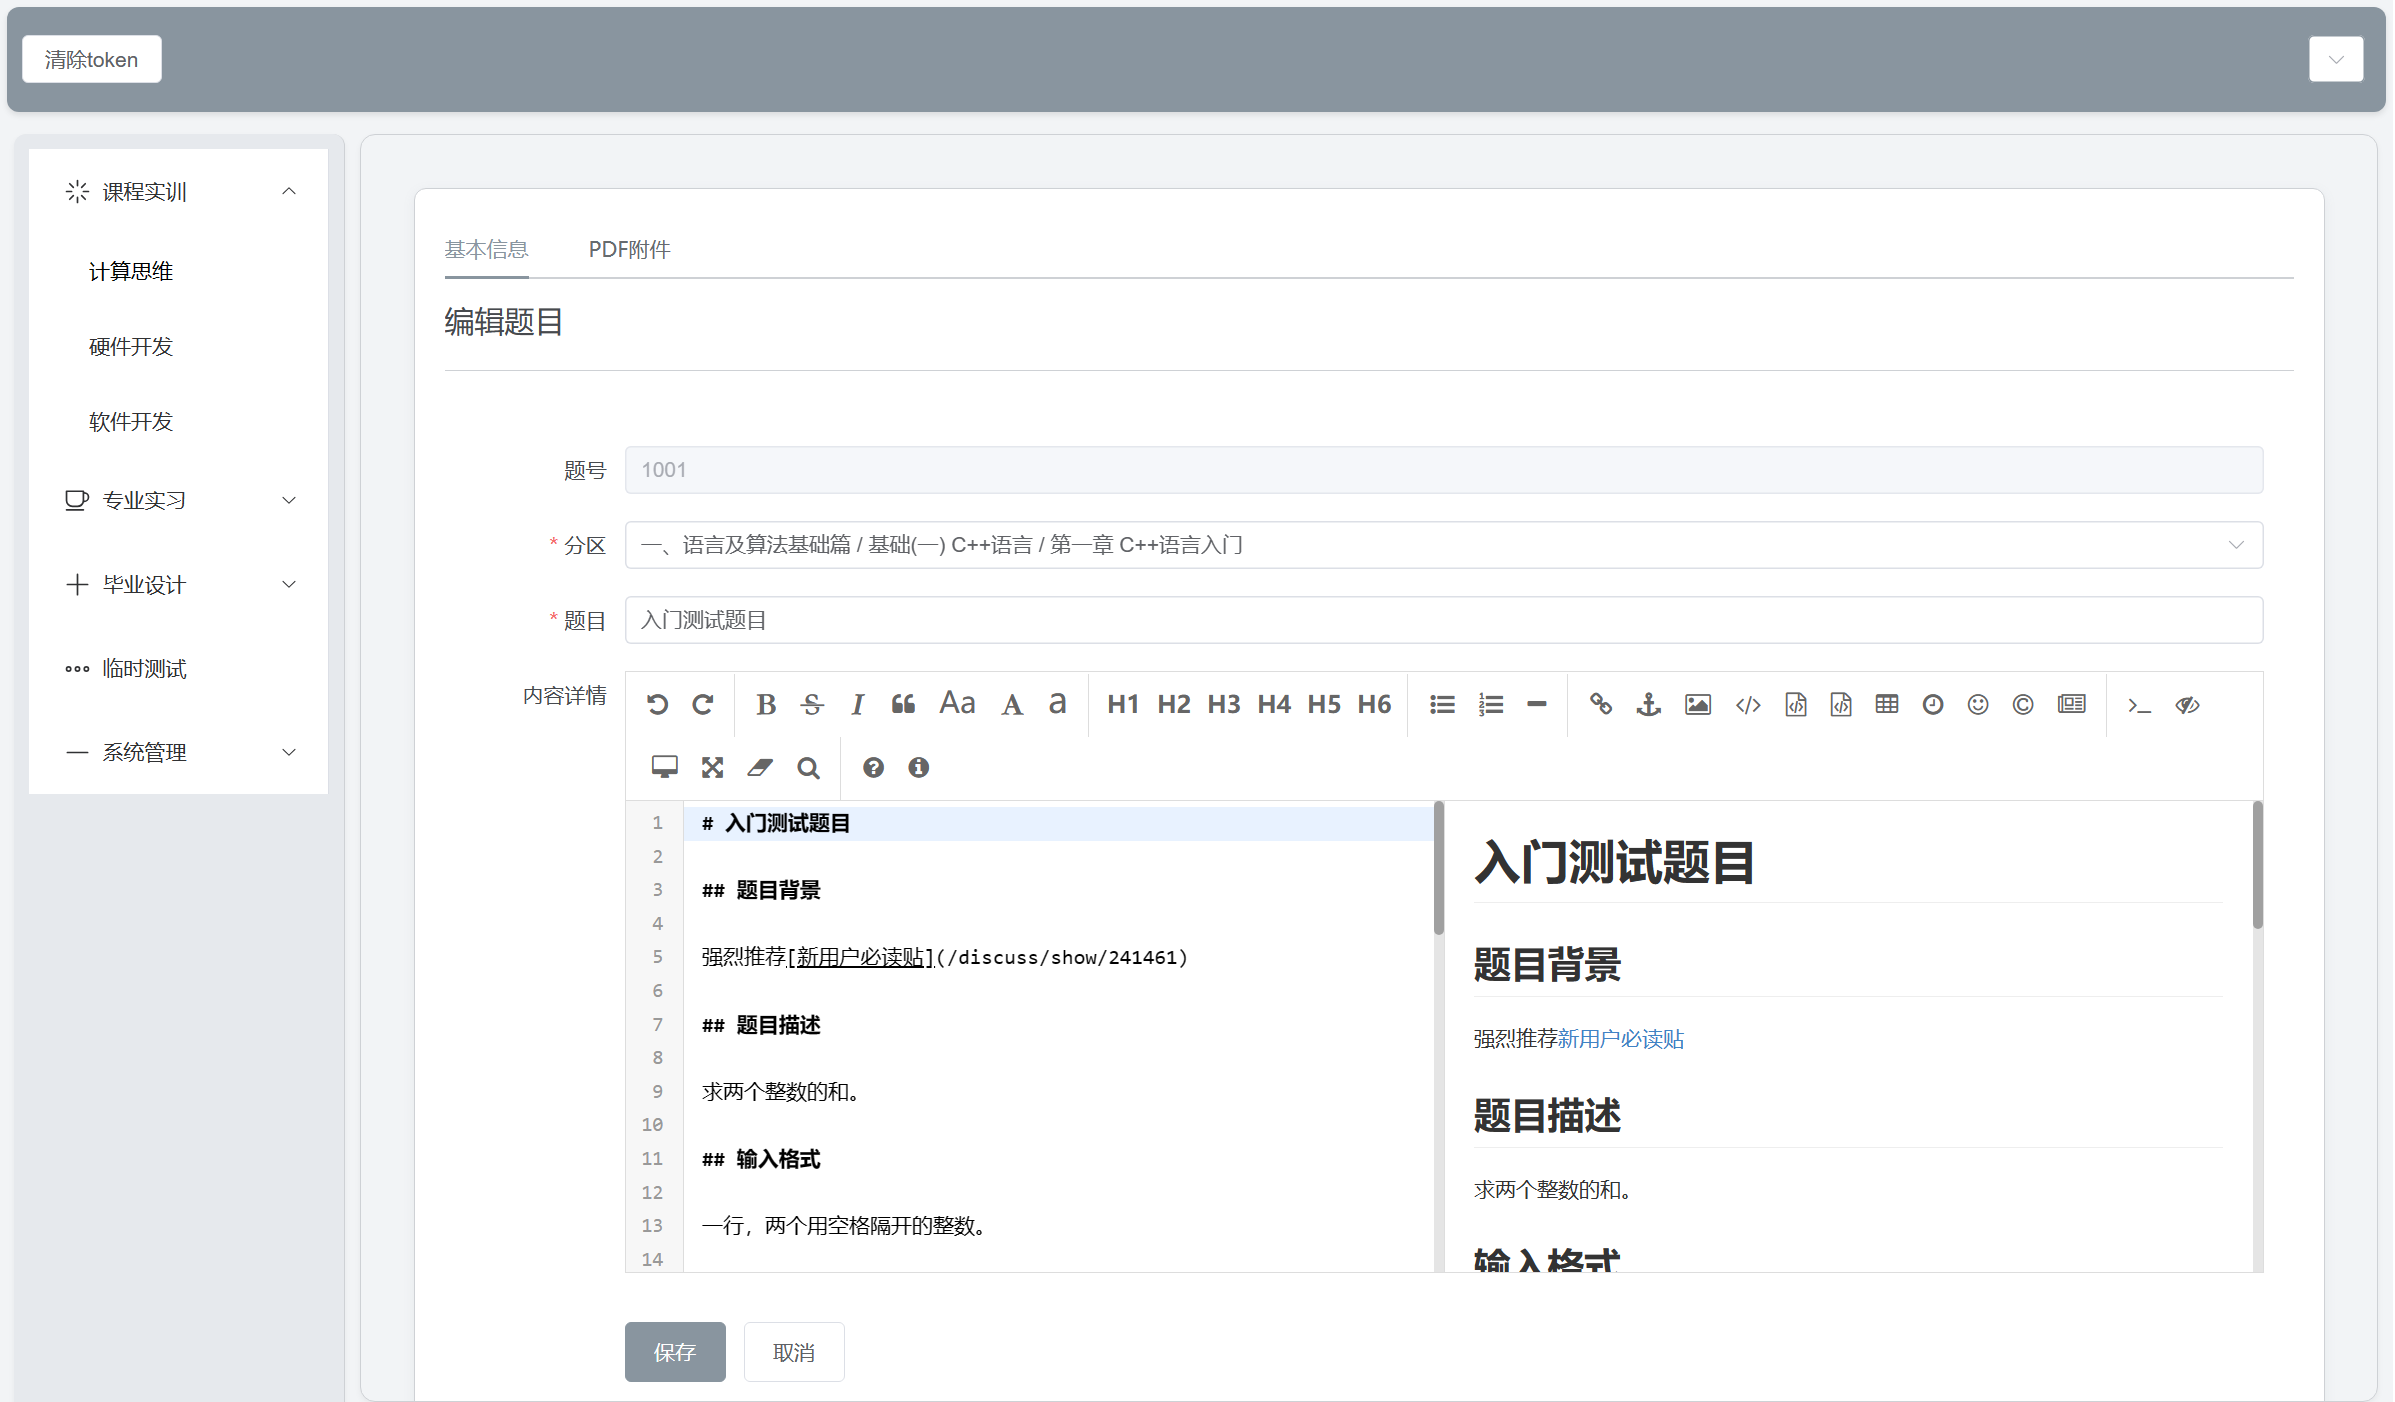 清除token
课程实训
计算思维
硬件开发
软件开发
专业实习
毕业设计
临时测试
系统管理
基本信息 PDF附件
编辑题目
题号 1001
* 分区 一、语言及算法基础篇 / 基础(一) C++语言 / 第一章 C++语言入门
* 题目 入门测试题目
内容详情
B S I Aa A a H1 H2 H3 H4 H5 H6
1 # 入门测试题目
2
3 ## 题目背景
4
5 强烈推荐[新用户必读贴](/discuss/show/241461)
6
7 ## 题目描述
8
9 求两个整数的和。
10
11 ## 输入格式
12
13 一行，两个用空格隔开的整数。
14
入门测试题目
题目背景
强烈推荐新用户必读贴
题目描述
求两个整数的和。
输入格式
保存 取消